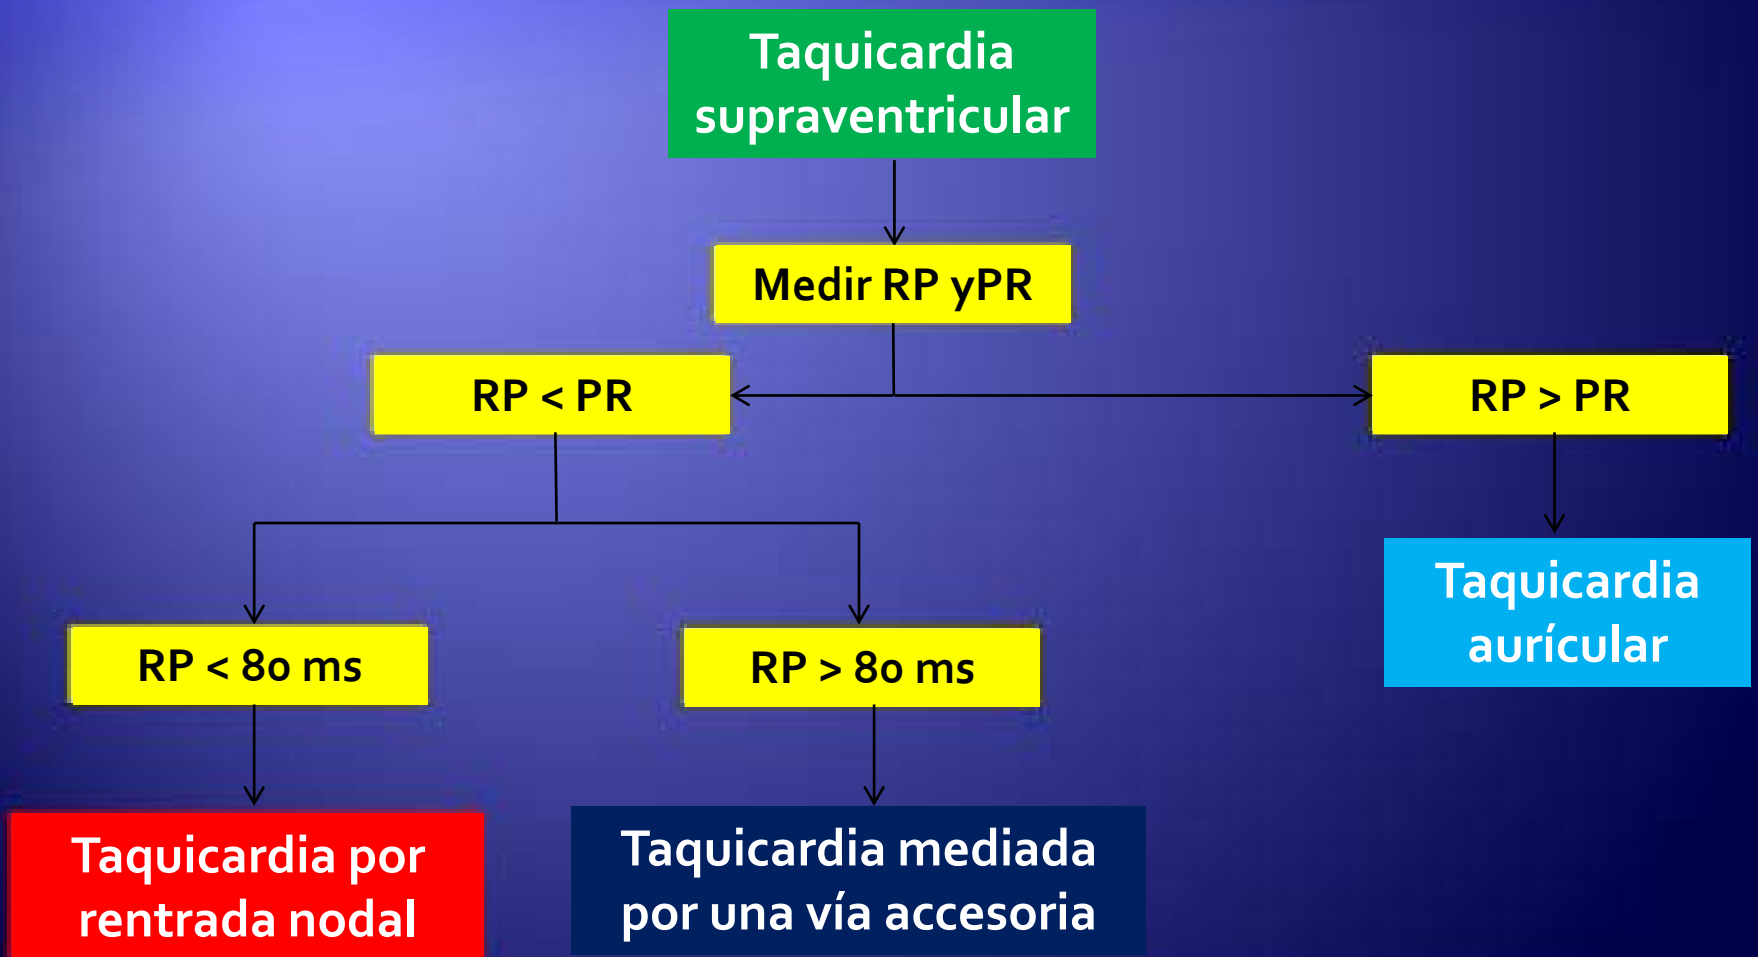 Taquicardia
supraventricular
Medir RP yPR
RP < PR
RP > PR
Taquicardia
aurícular
RP < 80 ms
RP > 80 ms
Taquicardia por
rentrada nodal
Taquicardia mediada
por una vía accesoria